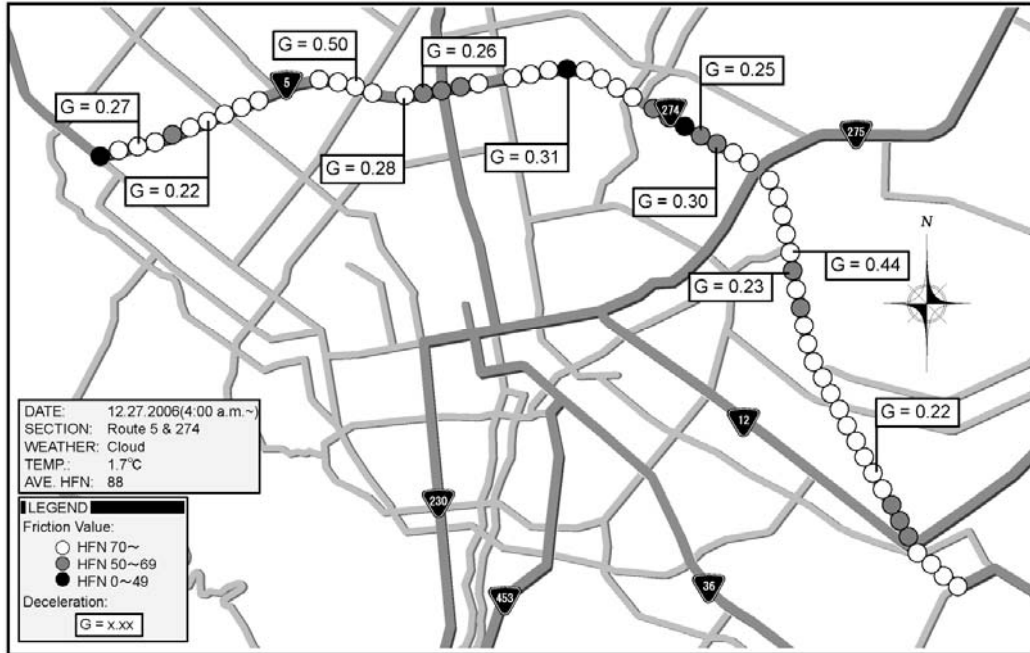 G = 0.50
G = 0.26
5
G = 0.25
G = 0.27
274
275
G = 0.31
G = 0.28
G = 0.22
G = 0.30
N
G = 0.44
G = 0.23
DATE: 12.27.2006(4:00 a.m.~)
SECTION: Route 5 & 274
WEATHER: Cloud
TEMP.: 1.7℃
AVE. HFN: 88
G = 0.22
12
LEGEND
Friction Value:
HFN 70~
HFN 50~69
HFN 0~49
Deceleration:
G = x.xx
230
453
36